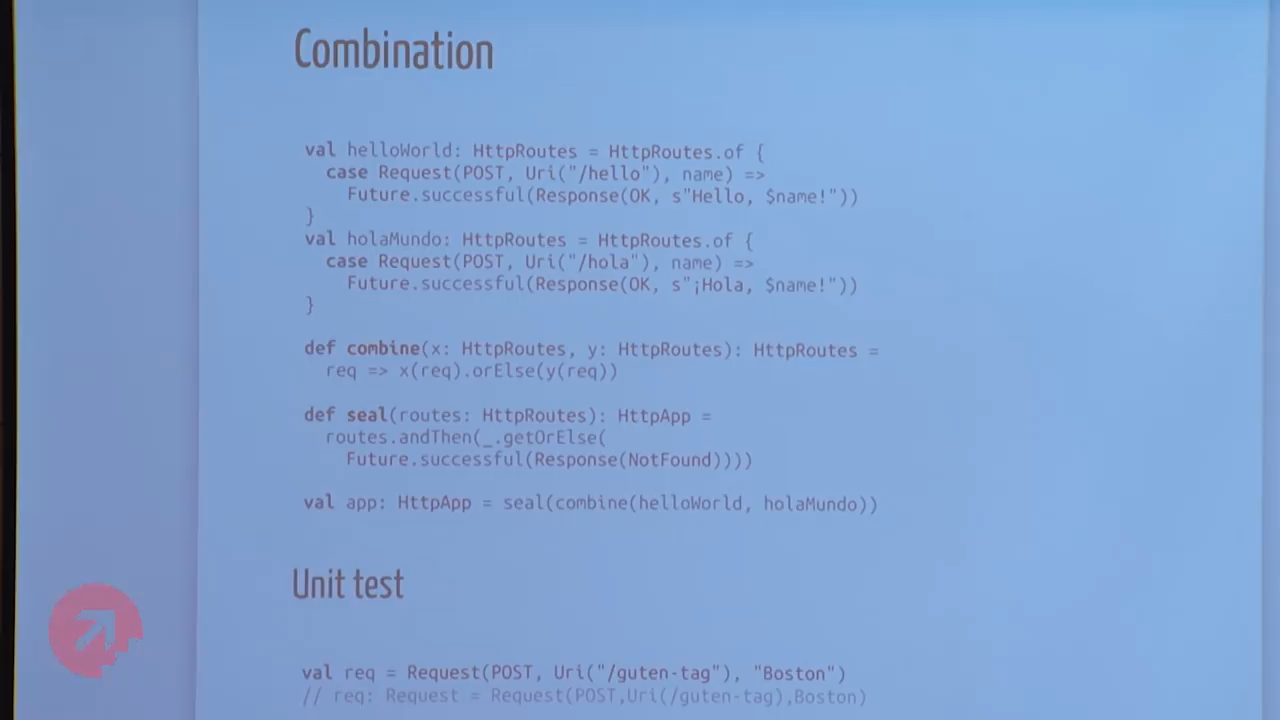 Combination
val helloWorld: HttpRoutes = HttpRoutes.of {
  case Request(POST, Uri("/hello"), name) =>
    Future.successful(Response(OK, s"Hello, $name!"))
}
val holaMundo: HttpRoutes = HttpRoutes.of {
  case Request(POST, Uri("/hola"), name) =>
    Future.successful(Response(OK, s"¡Hola, $name!"))
}
def combine(x: HttpRoutes, y: HttpRoutes): HttpRoutes =
  req => x(req).orElse(y(req))
def seal(routes: HttpRoutes): HttpApp =
  routes.andThen(_.getOrElse(
    Future.successful(Response(NotFound))))
val app: HttpApp = seal(combine(helloWorld, holaMundo))
Unit test
val req = Request(POST, Uri("/guten-tag"), "Boston")
// req: Request = Request(POST,Uri(/guten-tag),Boston)